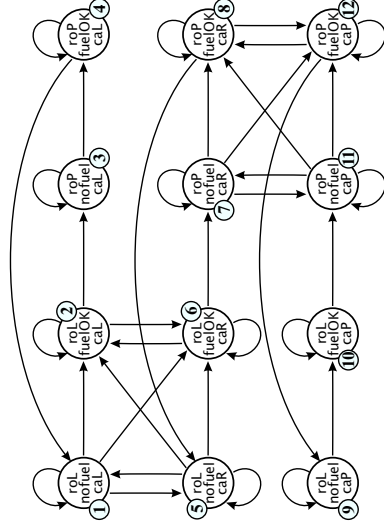 roL
nofuel
caL
1
roL
fuelOK
caL
2
roP
nofuel
caL
3
roP
fuelOK
caL
4
roL
nofuel
caR
5
roL
fuelOK
caR
6
roP
nofuel
caR
7
roP
fuelOK
caR
8
roL
nofuel
caP
9
roL
fuelOK
caP
10
roP
nofuel
caP
11
roP
fuelOK
caP
12